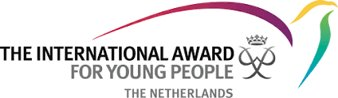 THE INTERNATIONAL AWARD
FOR YOUNG PEOPLE
THE NETHERLANDS